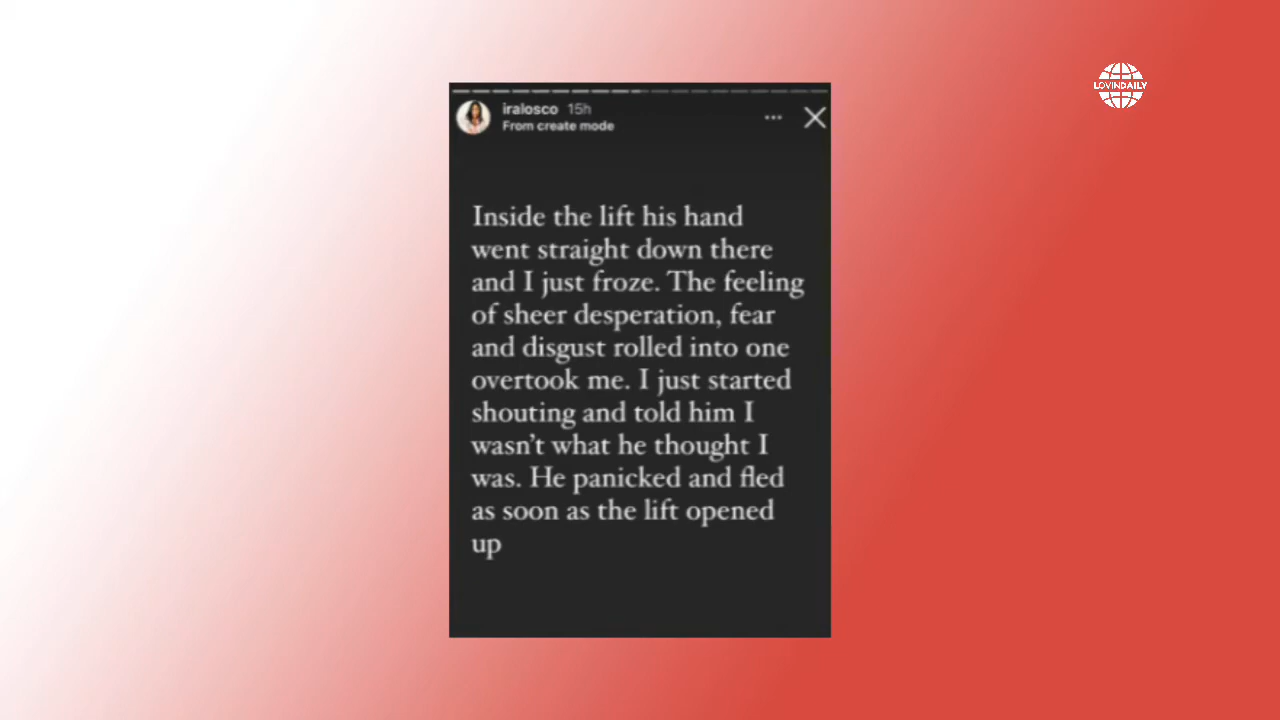 LOVINDAILY
iralosco 15h
From create mode
Inside the lift his hand
went straight down there
and I just froze. The feeling
of sheer desperation, fear
and disgust rolled into one
overtook me. I just started
shouting and told him I
wasn't what he thought I
was. He panicked and fled
as soon as the lift opened
up